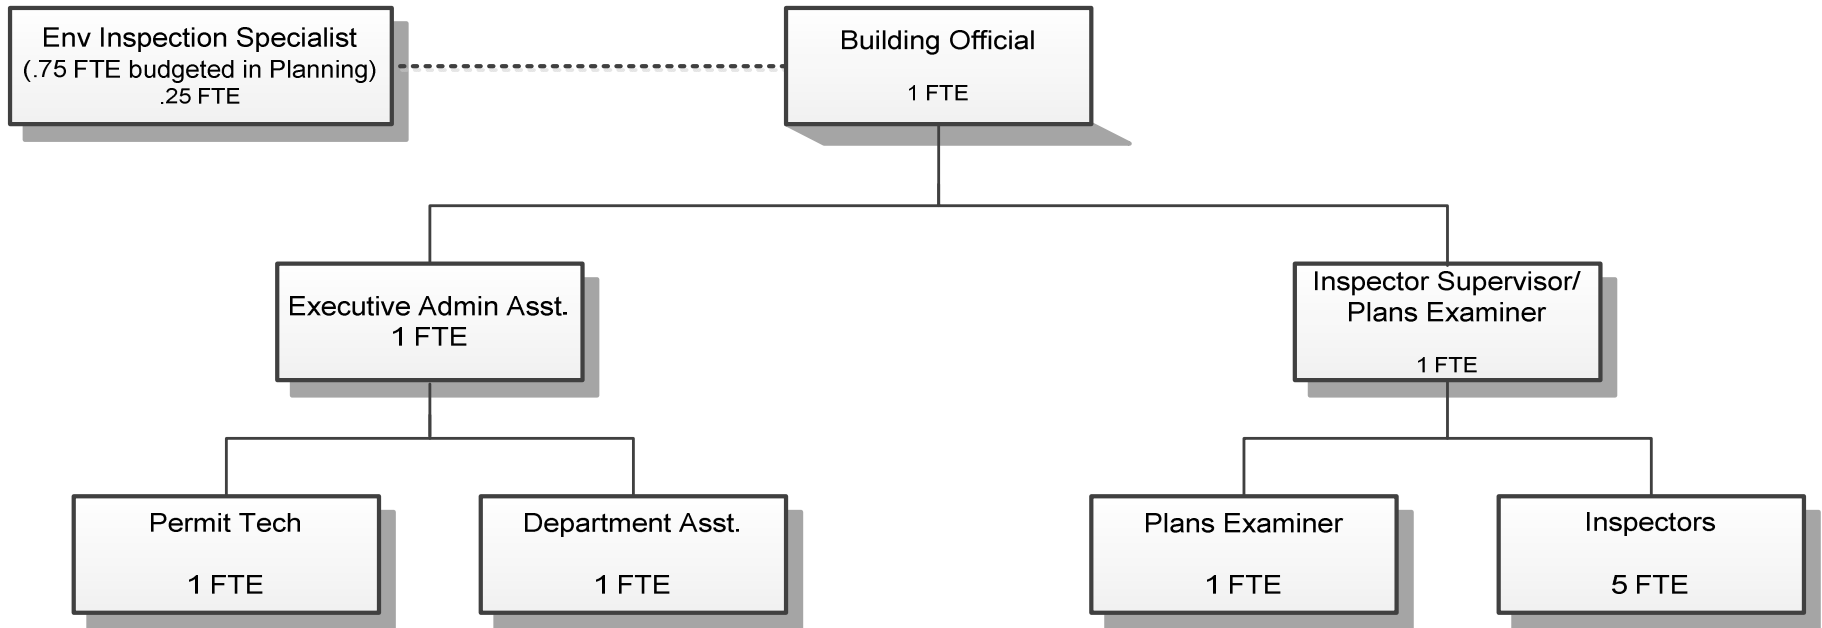 Env Inspection Specialist
(.75 FTE budgeted in Planning)
.25 FTE
Building Official
1 FTE
Executive Admin Asst.
1 FTE
Inspector Supervisor/
Plans Examiner
1 FTE
Permit Tech
1 FTE
Department Asst.
1 FTE
Plans Examiner
1 FTE
Inspectors
5 FTE